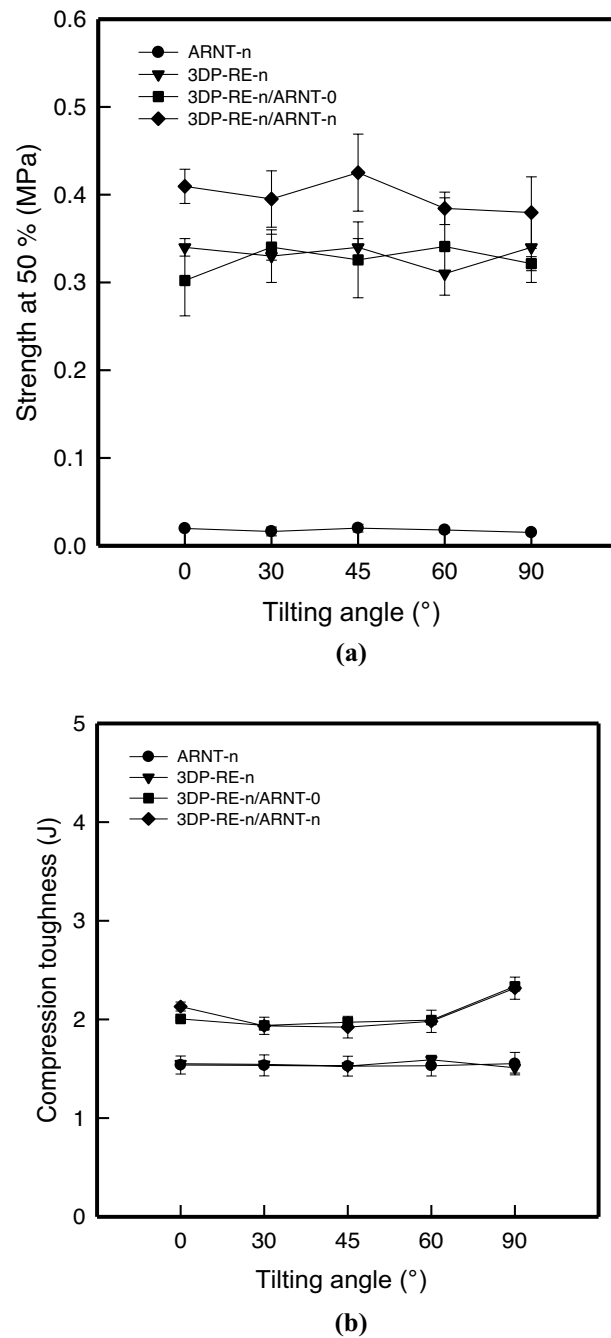 0.6
ARNT-n
3DP-RE-n
3DP-RE-n/ARNT-0
3DP-RE-n/ARNT-n
0.5
0.4
0.3
0.2
0.1
0.0
Strength at 50 % (MPa)
0 30 45 60 90
Tilting angle (°)
(a)
5
ARNT-n
3DP-RE-n
3DP-RE-n/ARNT-0
3DP-RE-n/ARNT-n
4
3
2
1
0
Compression toughness (J)
0 30 45 60 90
Tilting angle (°)
(b)